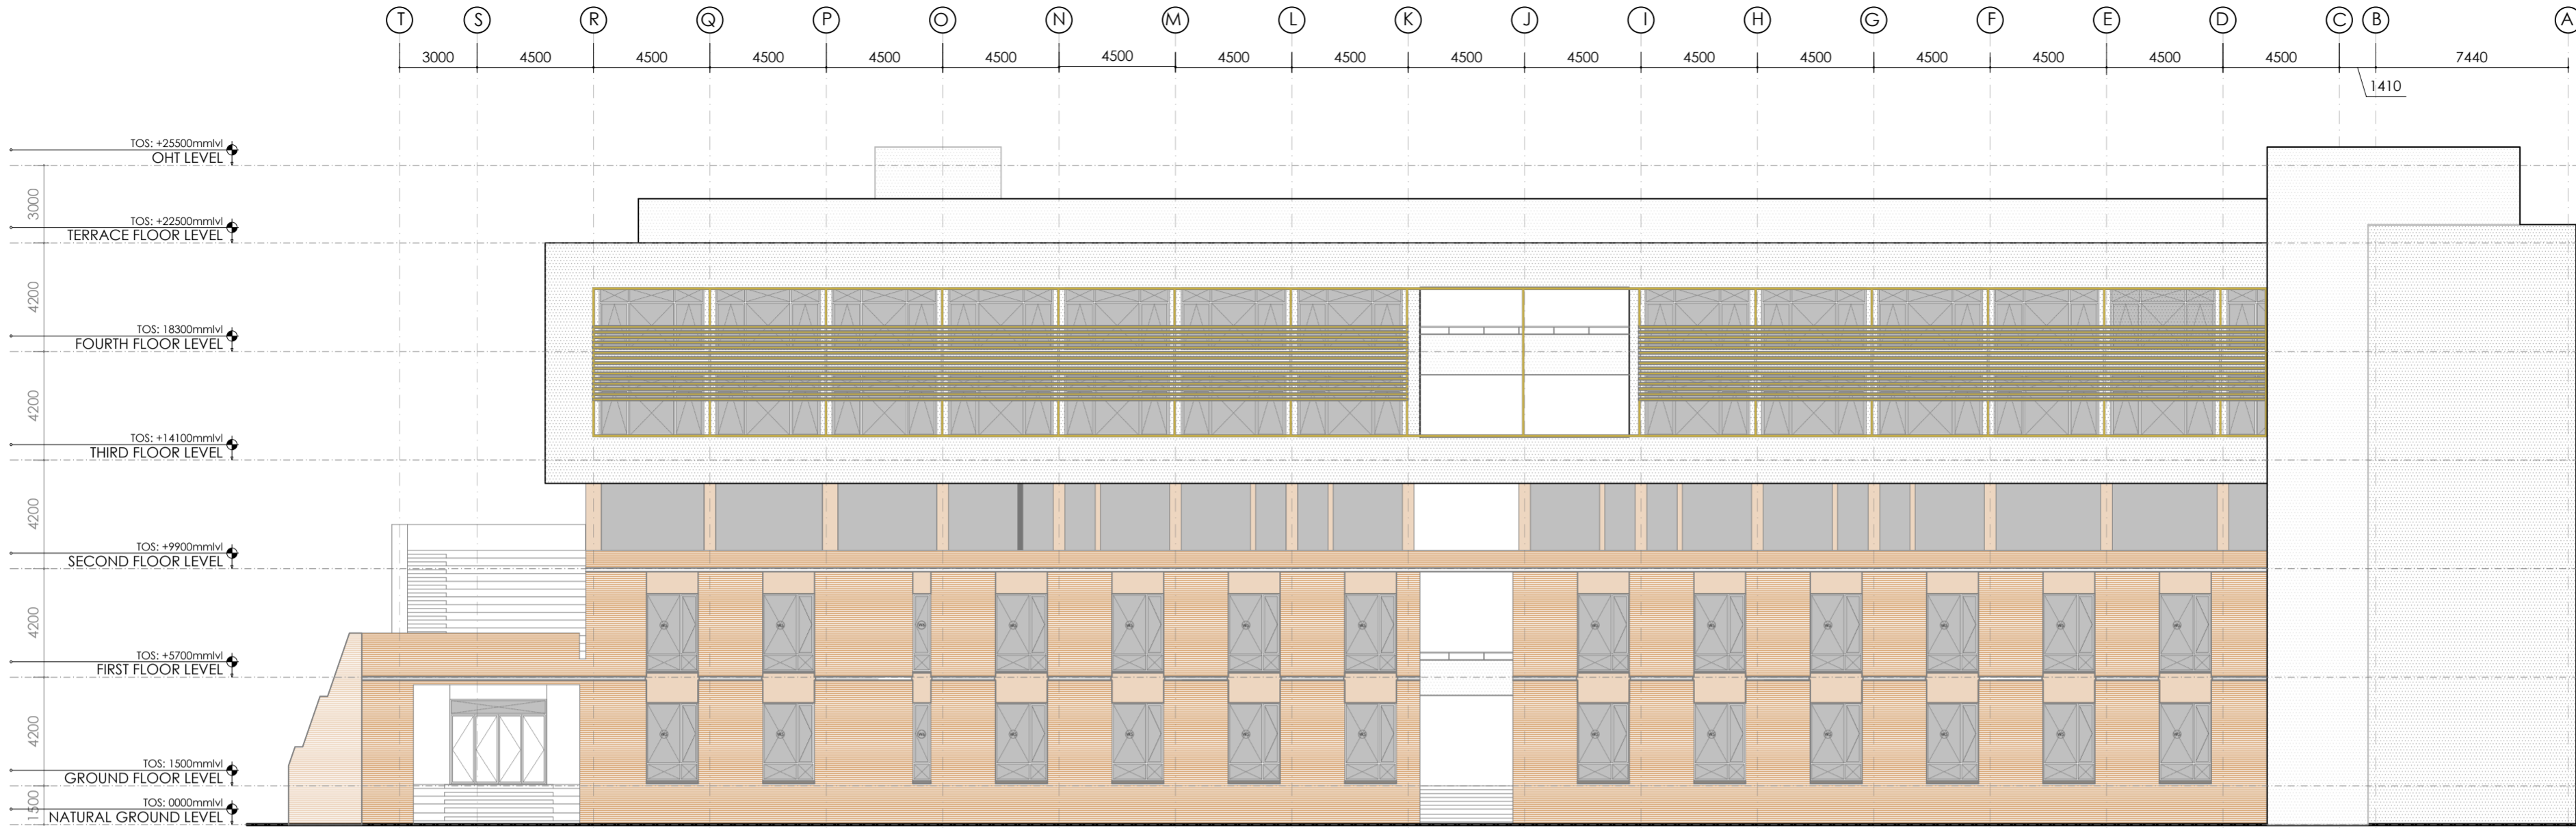 T S R Q P O N M L K J I H G F E D C B A
3000 4500 4500 4500 4500 4500 4500 4500 4500 4500 4500 4500 4500 4500 4500 4500 4500 4500 7440
1410
TOS: +25500mmlvl
OHT LEVEL
3000
TOS: +22500mmlvl
TERRACE FLOOR LEVEL
4200
TOS: 18300mmlvl
FOURTH FLOOR LEVEL
4200
TOS: +14100mmlvl
THIRD FLOOR LEVEL
4200
TOS: +9900mmlvl
SECOND FLOOR LEVEL
4200
TOS: +5700mmlvl
FIRST FLOOR LEVEL
4200
TOS: 1500mmlvl
GROUND FLOOR LEVEL
1500
TOS: 0000mmlvl
NATURAL GROUND LEVEL